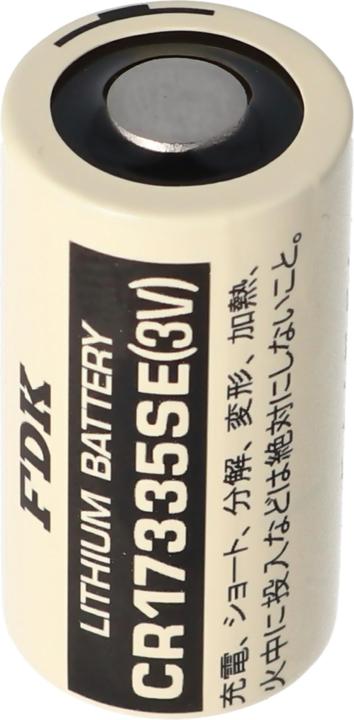 FDK
LITHIUM BATTERY
CR17335SE(3V)
充電、ショート、分解、変形、加熱、
火中に投入などは絶対にしないこと。